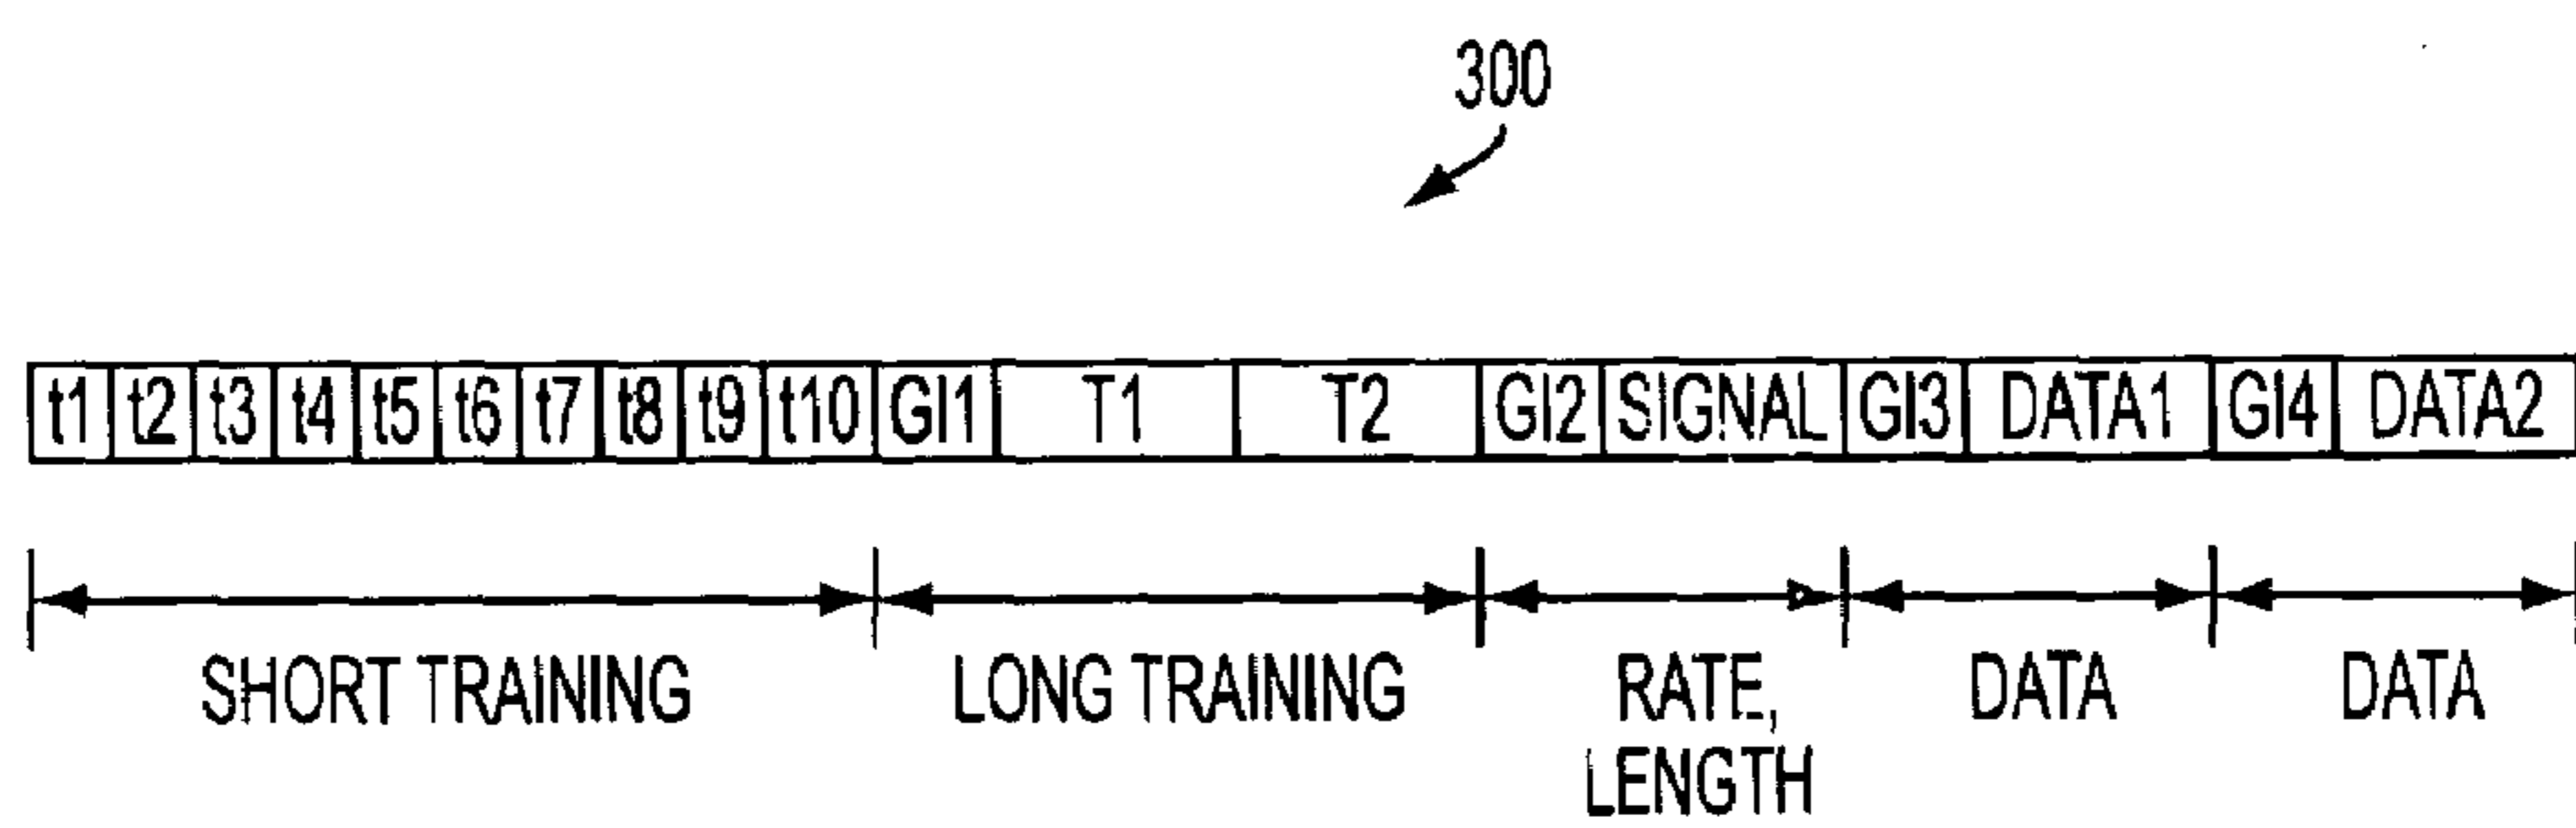 300
t1 t2 t3 t4 t5 t6 t7 t8 t9 t10 GI1 T1 T2 GI2 SIGNAL GI3 DATA1 GI4 DATA2
SHORT TRAINING LONG TRAINING RATE, DATA DATA
LENGTH